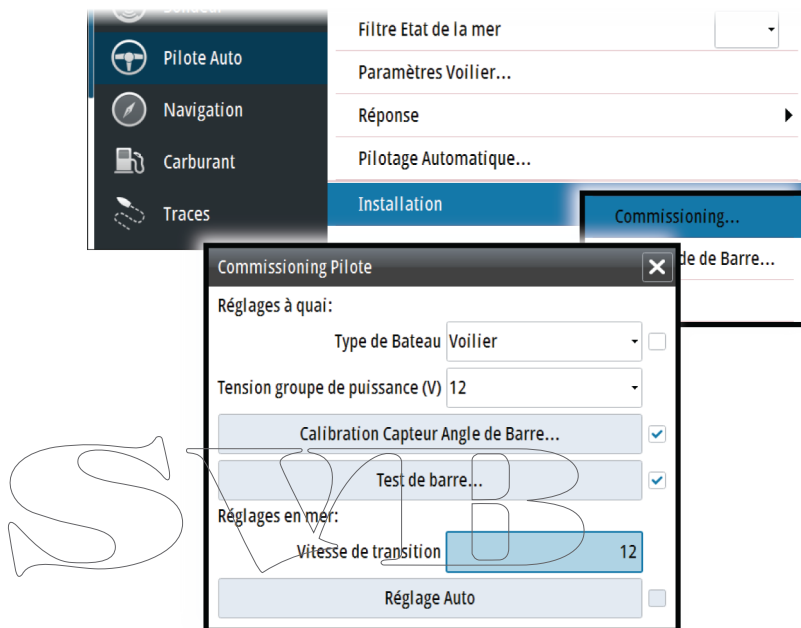 Filtre Etat de la mer
Pilote Auto
Paramètres Voilier...
Navigation
Réponse
Carburant
Pilotage Automatique...
Traces
Installation
Commissioning...
de de Barre...
Commissioning Pilote
Réglages à quai:
Type de Bateau Voilier
Tension groupe de puissance (V) 12
Calibration Capteur Angle de Barre...
Test de barre...
Réglages en mer:
Vitesse de transition 12
Réglage Auto
SVB